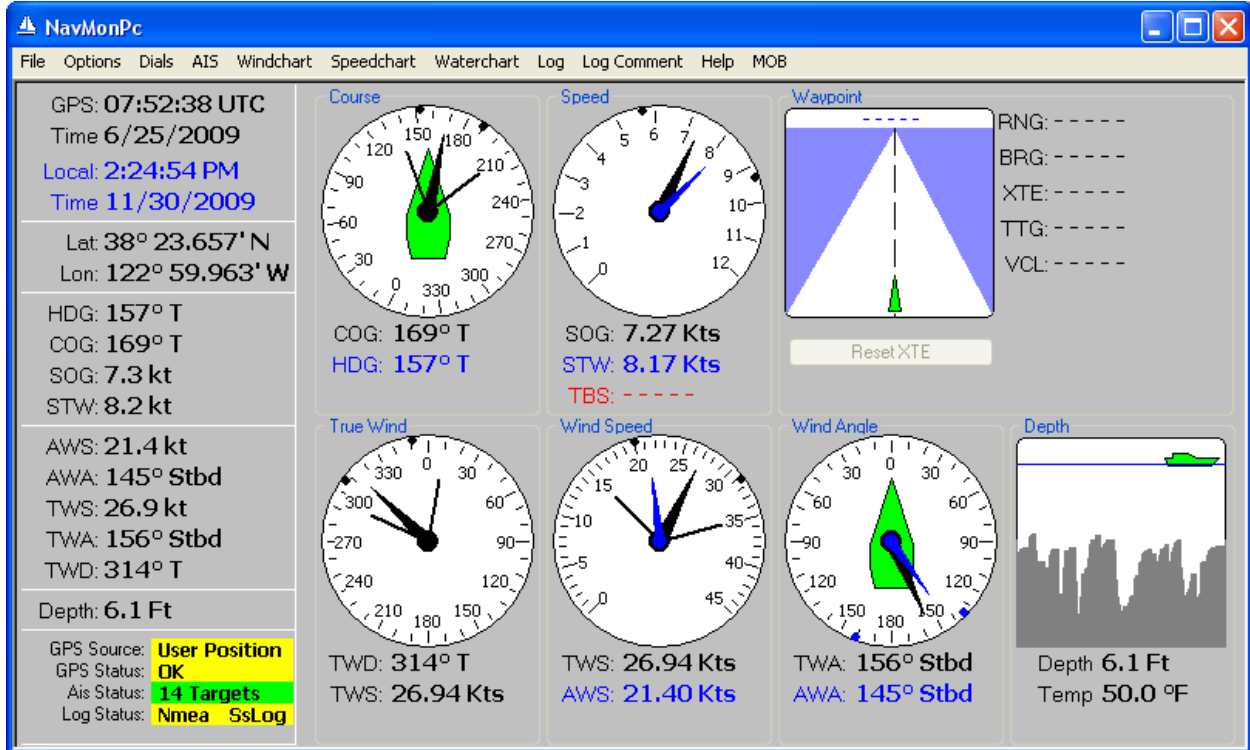 NavMonPc
File Options Dials AIS Windchart Speedchart Waterchart Log Log Comment Help MOB
GPS: 07:52:38 UTC
Time 6/25/2009
Local: 2:24:54 PM
Time 11/30/2009
Lat: 38° 23.657' N
Lon: 122° 59.963' W
HDG: 157° T
COG: 169° T
SOG: 7.3 kt
STW: 8.2 kt
AWS: 21.4 kt
AWA: 145° Stbd
TWS: 26.9 kt
TWA: 156° Stbd
TWD: 314° T
Depth: 6.1 Ft
GPS Source: User Position
GPS Status: OK
Ais Status: 14 Targets
Log Status: Nmea SsLog
Course
0 30 60 90 120 150 180 210 240 270 300 330
COG: 169° T
HDG: 157° T
Speed
0 1 2 3 4 5 6 7 8 9 10 11 12
SOG: 7.27 Kts
STW: 8.17 Kts
TBS: - - - - -
Waypoint
- - - - -
RNG: - - - - -
BRG: - - - - -
XTE: - - - - -
TTG: - - - - -
VCL: - - - - -
Reset XTE
True Wind
0 30 60 90 120 150 180 210 240 270 300 330
TWD: 314° T
TWS: 26.94 Kts
Wind Speed
0 5 10 15 20 25 30 35 40 45
TWS: 26.94 Kts
AWS: 21.40 Kts
Wind Angle
0 30 60 90 120 150 180 150 120 90 60 30
TWA: 156° Stbd
AWA: 145° Stbd
Depth
Depth 6.1 Ft
Temp 50.0 °F